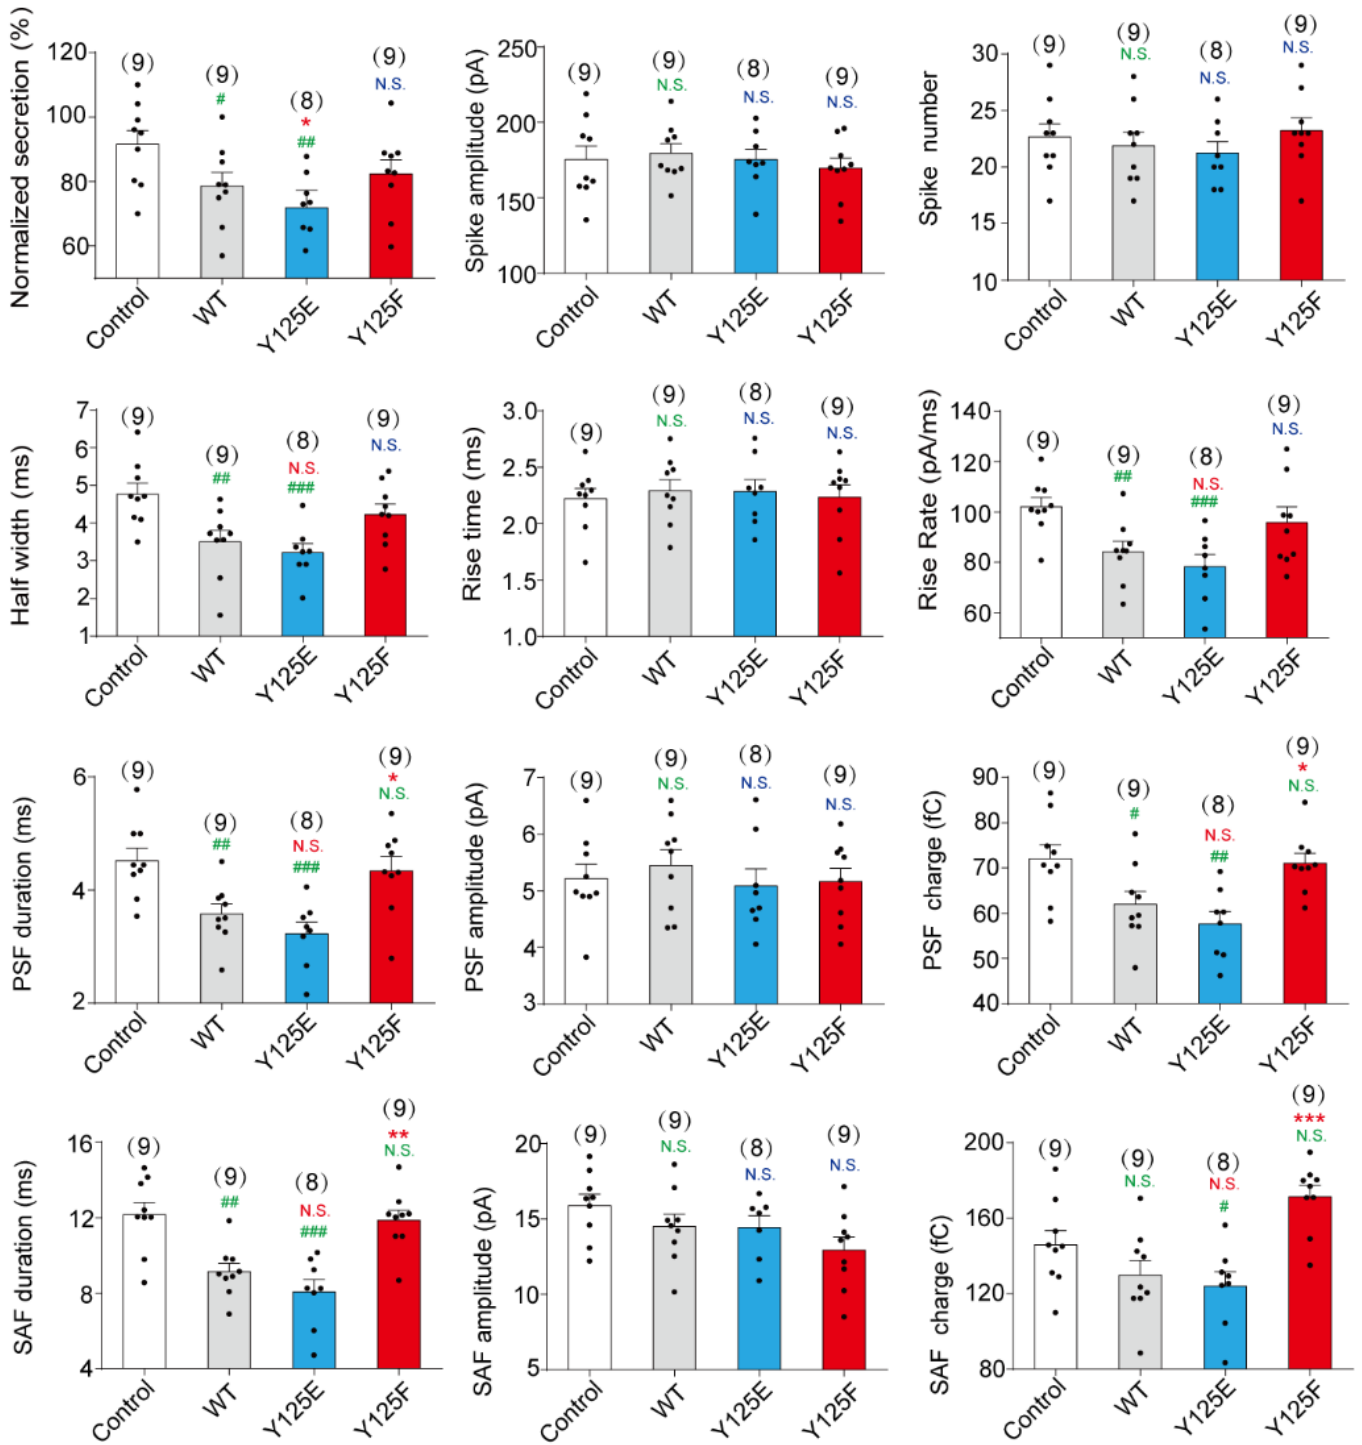 Normalized secretion (%)
120
100
80
60
(9)
(9)
#
(8)
*
##
(9)
N.S.
Control
WT
Y125E
Y125F
Spike amplitude (pA)
250
200
150
100
(9)
(9)
N.S.
(8)
N.S.
(9)
N.S.
Control
WT
Y125E
Y125F
Spike number
30
25
20
15
10
(9)
(9)
N.S.
(8)
N.S.
(9)
N.S.
Control
WT
Y125E
Y125F
Half width (ms)
7
6
5
4
3
2
1
(9)
(9)
##
(8)
N.S.
###
(9)
N.S.
Control
WT
Y125E
Y125F
Rise time (ms)
3.0
2.5
2.0
1.5
1.0
(9)
(9)
N.S.
(8)
N.S.
(9)
N.S.
Control
WT
Y125E
Y125F
Rise Rate (pA/ms)
140
120
100
80
60
(9)
(9)
##
(8)
N.S.
###
(9)
N.S.
Control
WT
Y125E
Y125F
PSF duration (ms)
6
4
2
(9)
(9)
##
(8)
N.S.
###
(9)
*
N.S.
Control
WT
Y125E
Y125F
PSF amplitude (pA)
7
6
5
4
3
(9)
(9)
N.S.
(8)
N.S.
(9)
N.S.
Control
WT
Y125E
Y125F
PSF charge (fC)
90
80
70
60
50
40
(9)
(9)
#
(8)
N.S.
##
(9)
*
N.S.
Control
WT
Y125E
Y125F
SAF duration (ms)
16
12
8
4
(9)
(9)
##
(8)
N.S.
###
(9)
**
N.S.
Control
WT
Y125E
Y125F
SAF amplitude (pA)
20
15
10
5
(9)
(9)
N.S.
(8)
N.S.
(9)
N.S.
Control
WT
Y125E
Y125F
SAF charge (fC)
200
160
120
80
(9)
(9)
N.S.
(8)
N.S.
#
(9)
***
N.S.
Control
WT
Y125E
Y125F